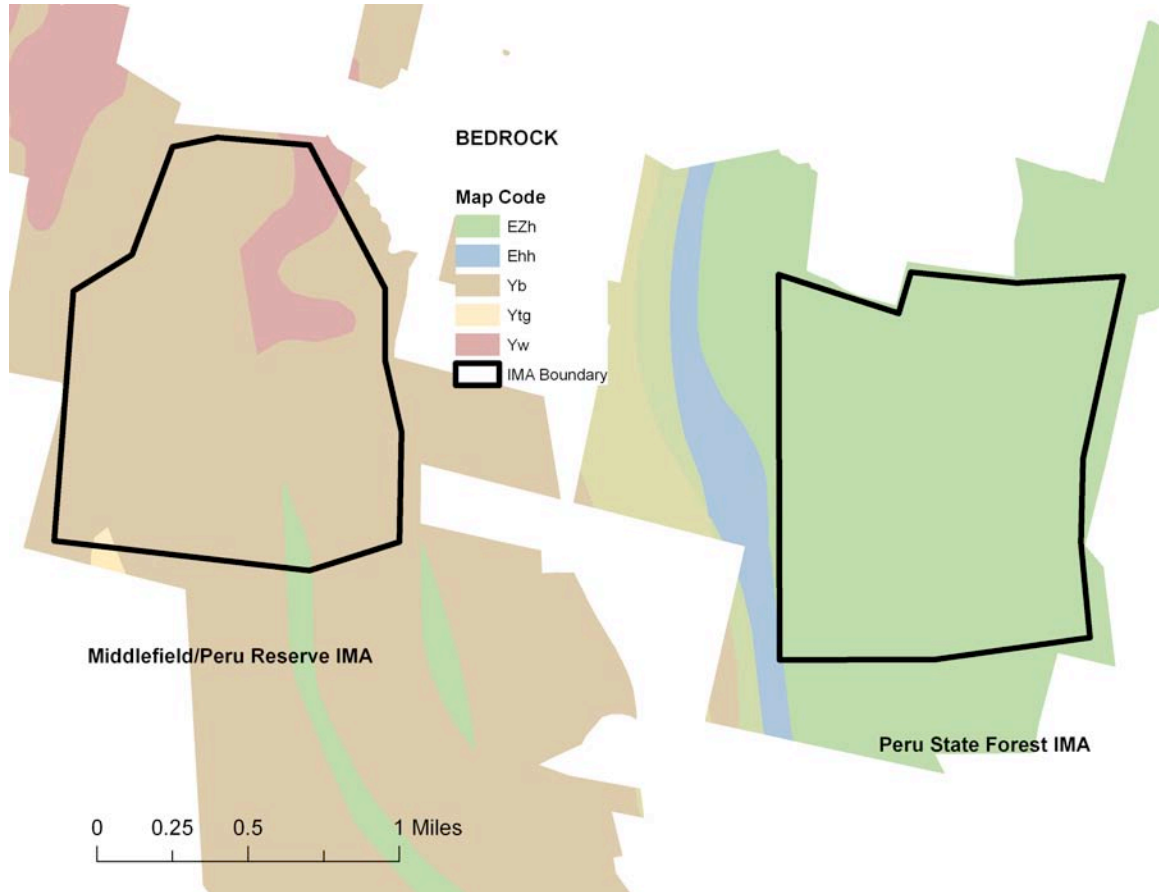 BEDROCK
Map Code
EZh
Ehh
Yb
Ytg
Yw
IMA Boundary
Middlefield/Peru Reserve IMA
Peru State Forest IMA
0 0.25 0.5 1 Miles